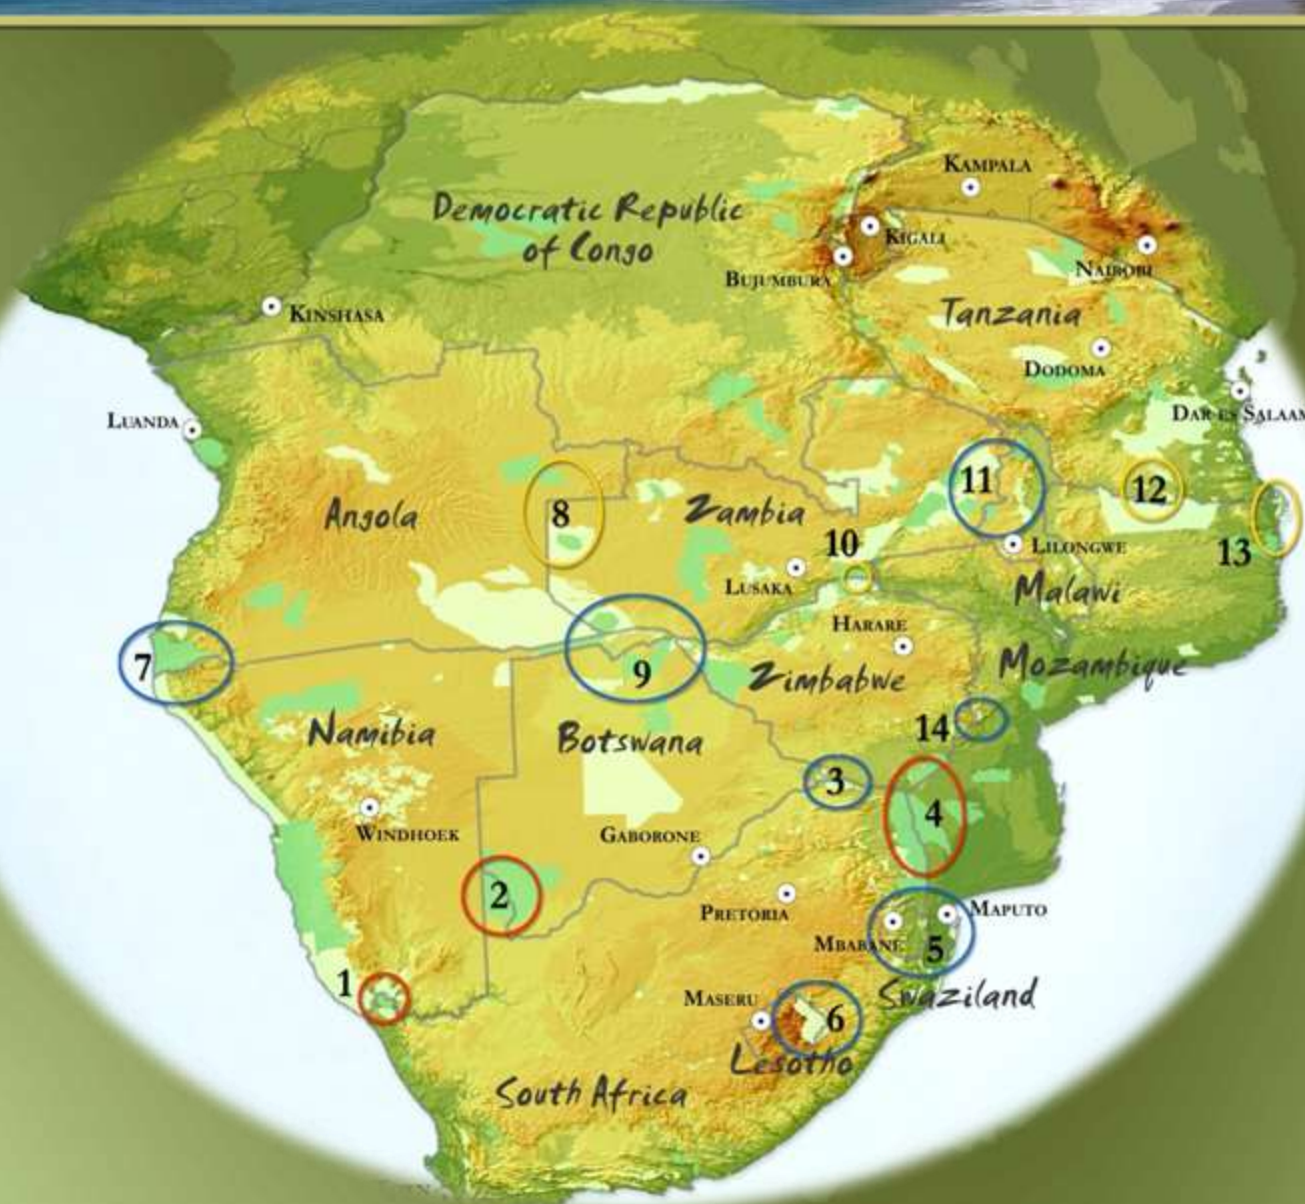 Kampala
Democratic Republic
of Congo
Kigali
Nairobi
Bujumbura
Kinshasa
Tanzania
Dodoma
Luanda
Dar es Salaam
11
12
8
Angola
Zambia
10
13
Lilongwe
Lusaka
Malawi
Harare
7
9
Zimbabwe
Mozambique
Namibia
Botswana
14
3
4
Windhoek
Gaborone
2
Pretoria
Maputo
Mbabane
5
1
Maseru
Swaziland
6
Lesotho
South Africa